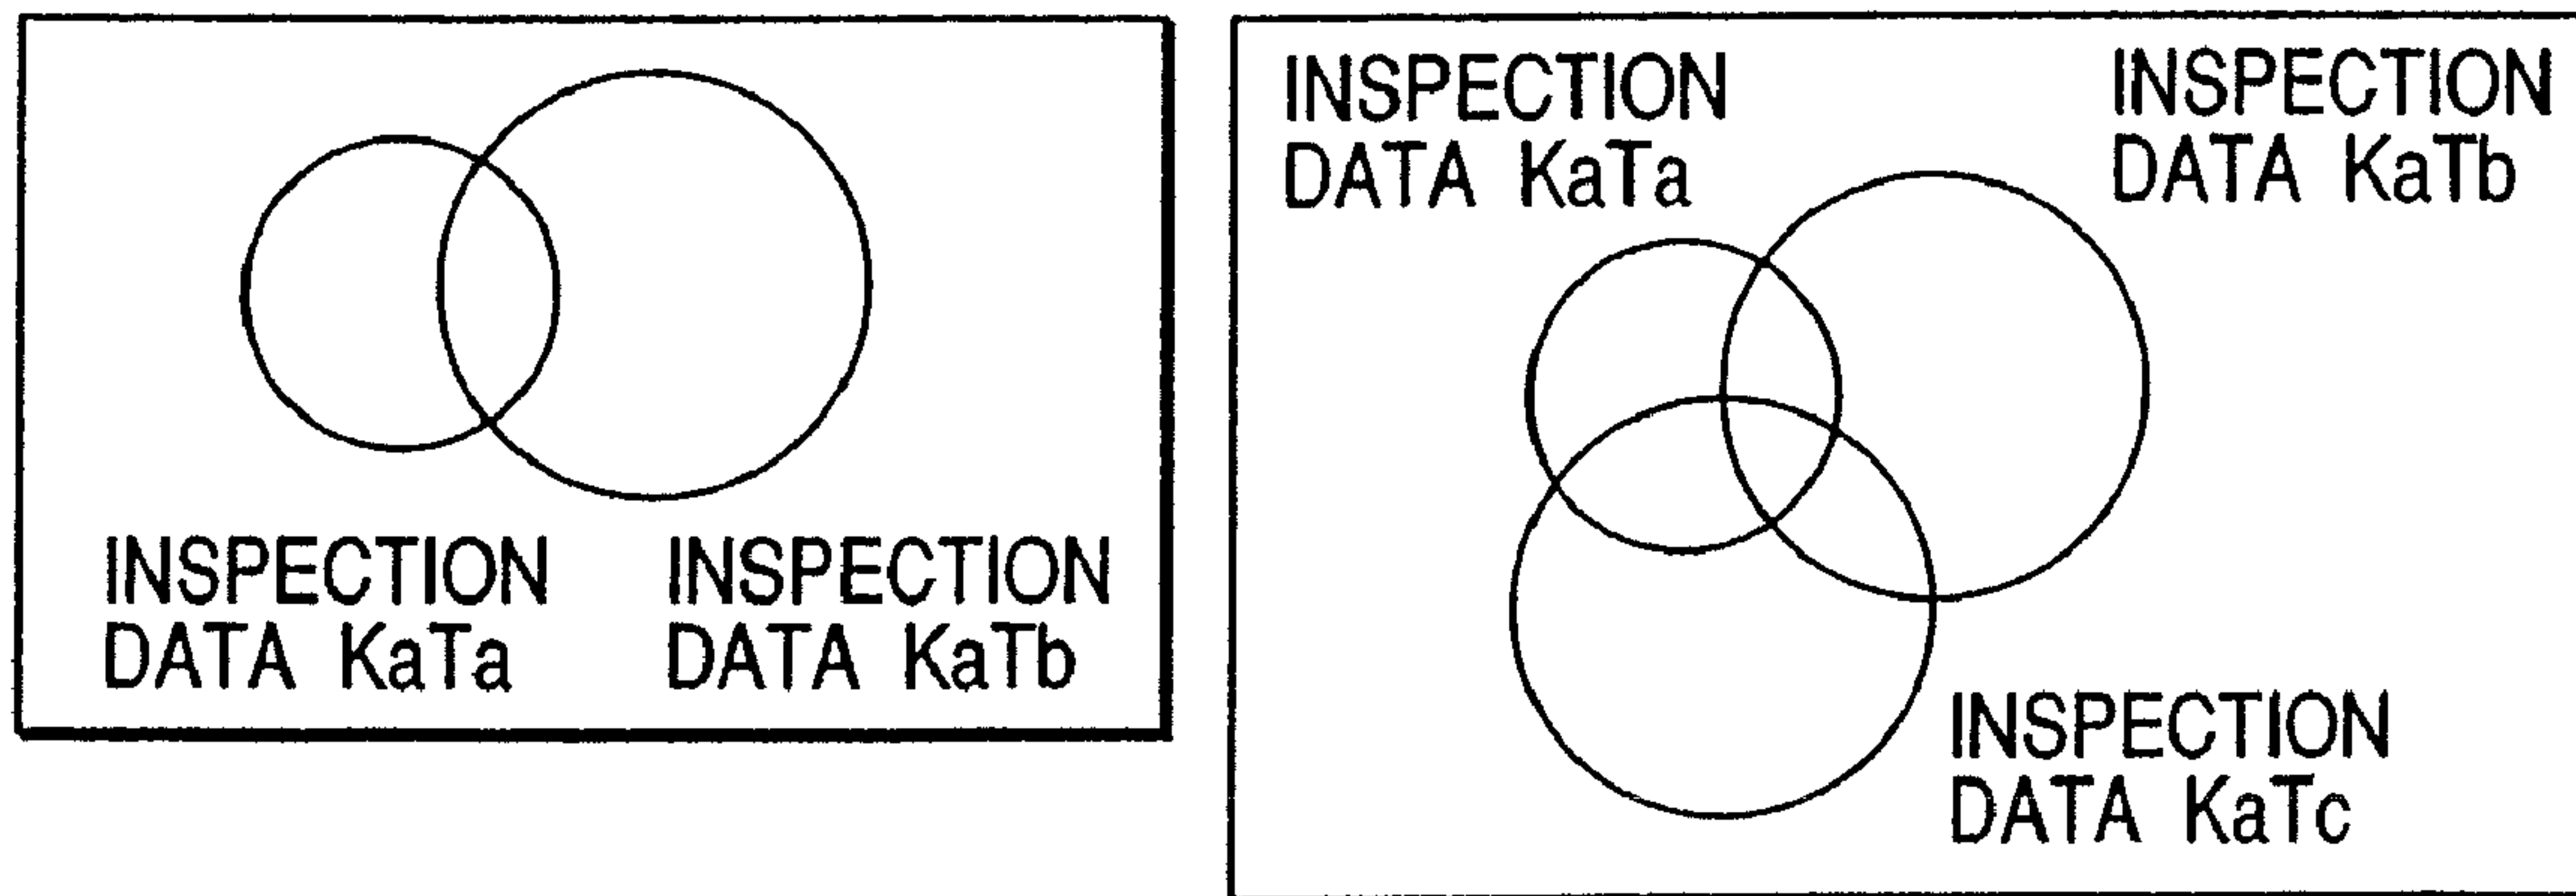 INSPECTION
DATA KaTa
INSPECTION
DATA KaTb
INSPECTION
DATA KaTa
INSPECTION
DATA KaTb
INSPECTION
DATA KaTc